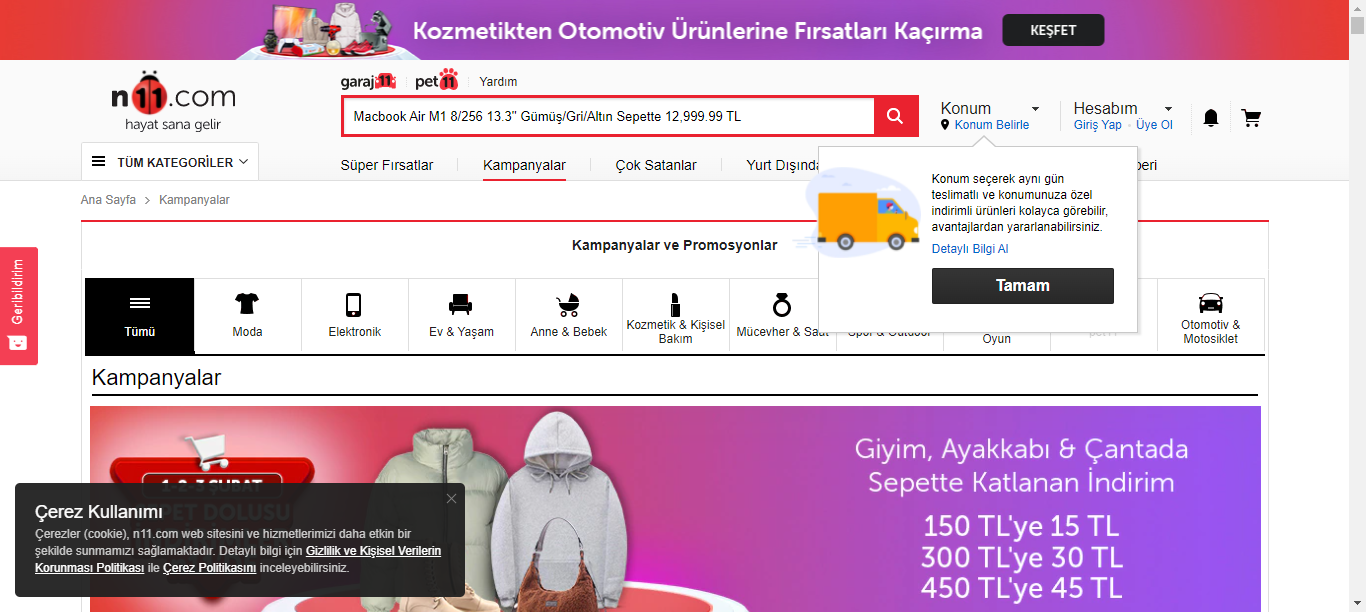 Kozmetikten Otomotiv Ürünlerine Fırsatları Kaçırma
KEŞFET
n11.com
hayat sana gelir
garaj11
pet11
Yardım
Macbook Air M1 8/256 13.3" Gümüş/Gri/Altın Sepette 12,999.99 TL
Konum
Konum Belirle
Hesabım
Giriş Yap
Üye Ol
TÜM KATEGORİLER
Süper Fırsatlar
Kampanyalar
Çok Satanlar
Yurt Dışında
Ana Sayfa > Kampanyalar
Konum seçerek aynı gün
teslimatlı ve konumunuza özel
indirimli ürünleri kolayca görebilir,
avantajlardan yararlanabilirsiniz.
Detaylı Bilgi Al
Tamam
Geribildirim
Kampanyalar ve Promosyonlar
Tümü
Moda
Elektronik
Ev & Yaşam
Anne & Bebek
Kozmetik & Kişisel
Bakım
Mücevher & Saat
Spor & Outdoor
Oyun
pet11
Otomotiv &
Motosiklet
Kampanyalar
1-2-3 ŞUBAT
SEPET DOLUSU
Giyim, Ayakkabı & Çantada
Sepette Katlanan İndirim
150 TL'ye 15 TL
300 TL'ye 30 TL
450 TL'ye 45 TL
Çerez Kullanımı
Çerezler (cookie), n11.com web sitesini ve hizmetlerimizi daha etkin bir
şekilde sunmamızı sağlamaktadır. Detaylı bilgi için Gizlilik ve Kişisel Verilerin
Korunması Politikası ile Çerez Politikasını inceleyebilirsiniz.